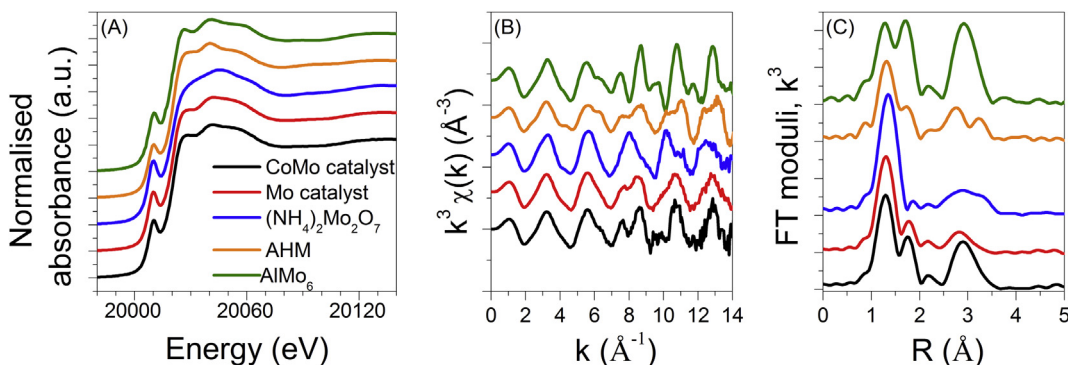 (A)
Normalised
absorbance (a.u.)
CoMo catalyst
Mo catalyst
(NH₄)₂Mo₂O₇
AHM
AlMo₆
20000 20060 20120
Energy (eV)
(B)
k³ χ(k) (Å⁻³)
0 2 4 6 8 10 12 14
k (Å⁻¹)
(C)
FT moduli, k³
0 1 2 3 4 5
R (Å)